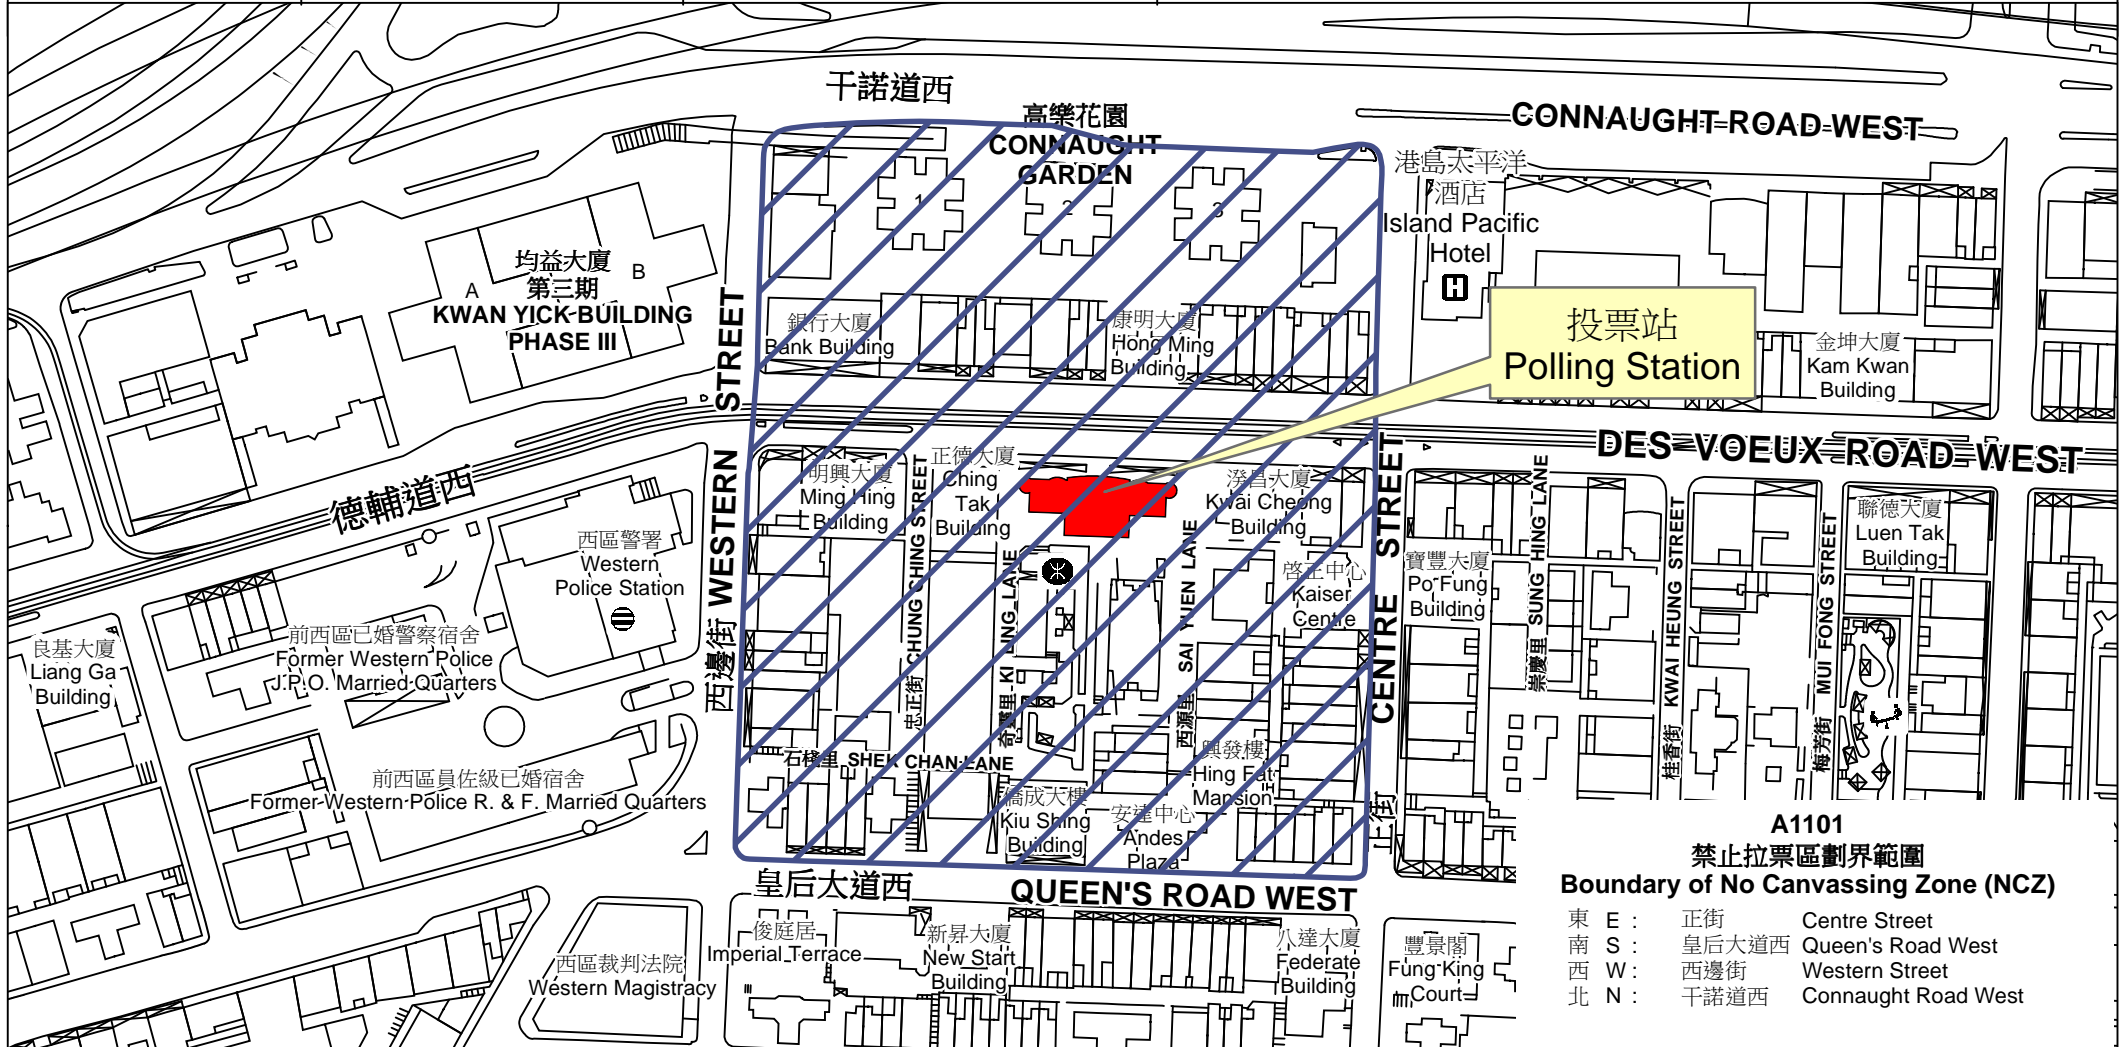 干諾道西
高樂花園
CONNAUGHT
GARDEN
CONNAUGHT ROAD WEST
港島太平洋
酒店
Island Pacific
Hotel
H
1
2
3
均益大廈
第三期
KWAN YICK BUILDING
PHASE III
A
B
銀行大廈
Bank Building
康明大廈
Hong Ming
Building
投票站
Polling Station
金坤大廈
Kam Kwan
Building
WESTERN STREET
西邊街
DES VOEUX ROAD WEST
德輔道西
明興大廈
Ming Hing
Building
正德大廈
Ching
Tak
Building
CHUNG CHING STREET
忠正街
KI LING LANE
奇靈里
M
SAI YUEN LANE
西源里
Kwai Cheong
Building
啓正中心
Kaiser
Centre
CENTRE STREET
正街
寶豐大廈
Po Fung
Building
SUNG HING LANE
崇慶里
KWAI HEUNG STREET
桂香街
MUI FONG STREET
梅芳街
聯德大廈
Luen Tak
Building
西區警署
Western
Police Station
前西區已婚警察宿舍
Former Western Police
J.P.O. Married Quarters
良基大廈
Liang Ga
Building
前西區員佐級已婚宿舍
Former Western Police R. & F. Married Quarters
石棧里 SHEK CHAN LANE
僑成大樓
Kiu Shing
Building
安達中心
Andes
Plaza
興發樓
Hing Fat
Mansion
皇后大道西
QUEEN'S ROAD WEST
俊庭居
Imperial Terrace
新昇大廈
New Start
Building
八達大廈
Federate
Building
豐景閣
Fung King
Court
西區裁判法院
Western Magistracy
A1101
禁止拉票區劃界範圍
Boundary of No Canvassing Zone (NCZ)
東 E : 正街 Centre Street
南 S : 皇后大道西 Queen's Road West
西 W : 西邊街 Western Street
北 N : 干諾道西 Connaught Road West